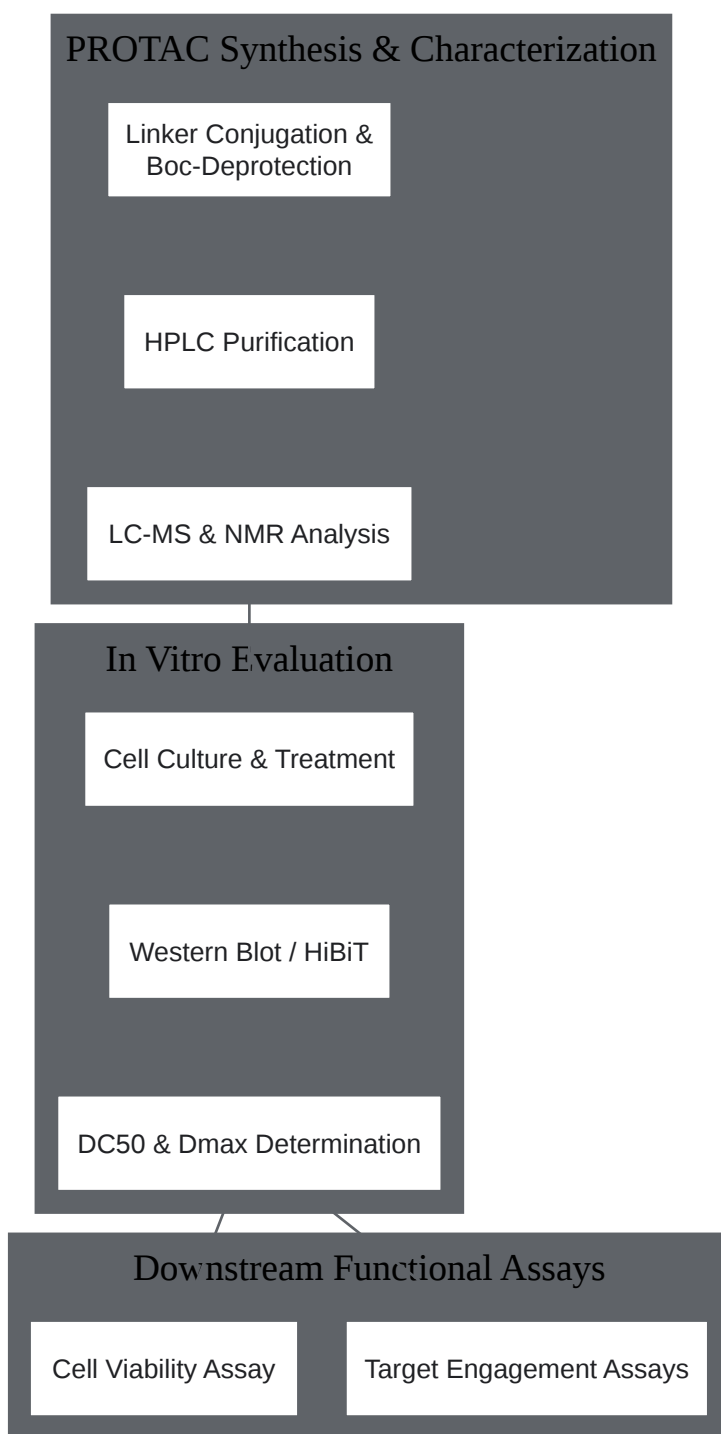 PROTAC Synthesis & Characterization
Linker Conjugation &
Boc-Deprotection
HPLC Purification
LC-MS & NMR Analysis
In Vitro Evaluation
Cell Culture & Treatment
Western Blot / HiBiT
DC50 & Dmax Determination
Downstream Functional Assays
Cell Viability Assay
Target Engagement Assays